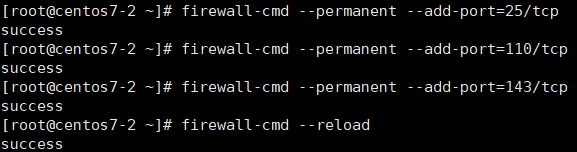 [root@centos7-2 ~]# firewall-cmd --permanent --add-port=25/tcp
success
[root@centos7-2 ~]# firewall-cmd --permanent --add-port=110/tcp
success
[root@centos7-2 ~]# firewall-cmd --permanent --add-port=143/tcp
success
[root@centos7-2 ~]# firewall-cmd --reload
success